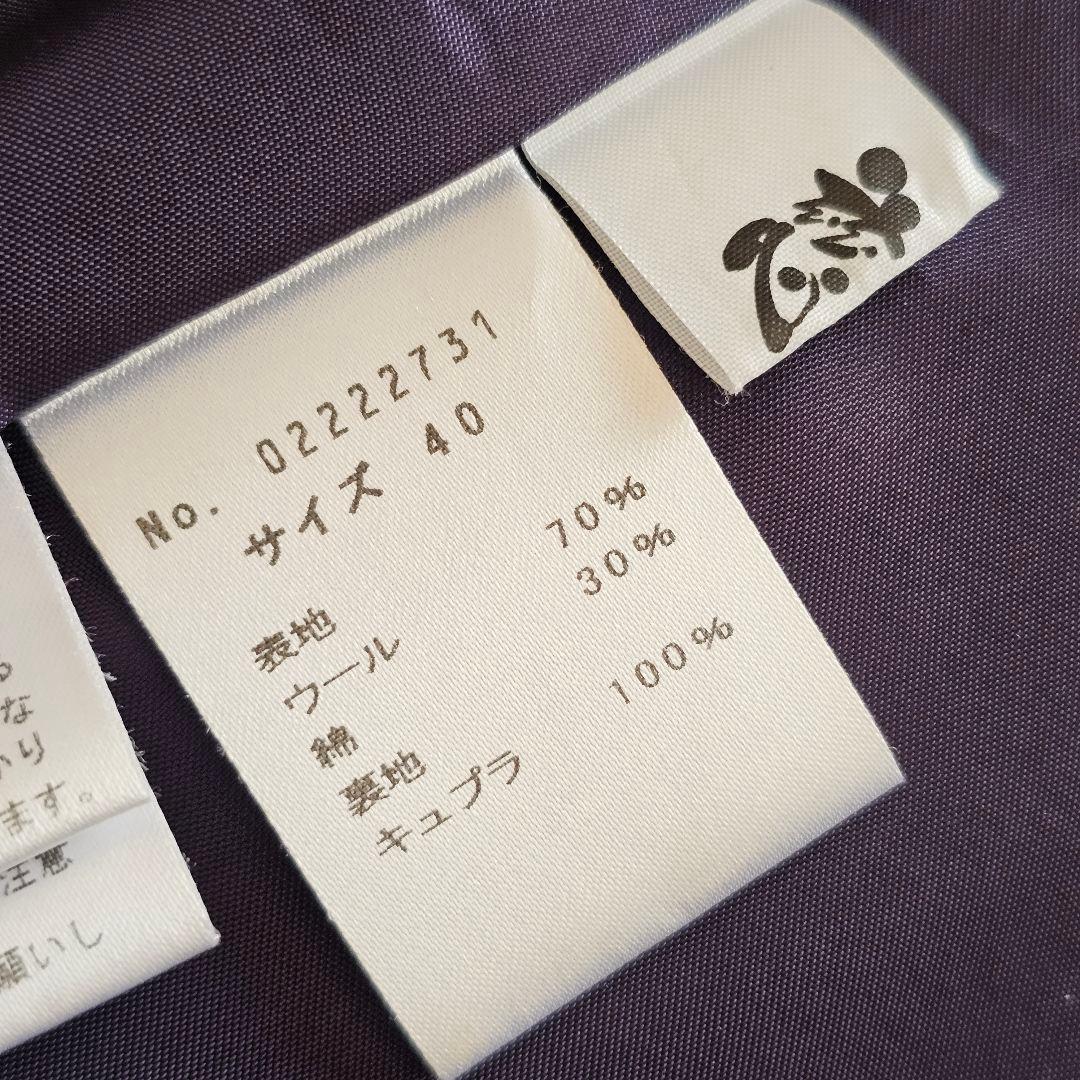 No. 02222731
サイズ 40
表地
ウール 70%
綿 30%
裏地
キュプラ 100%
な
り
ます。
注意
願いし